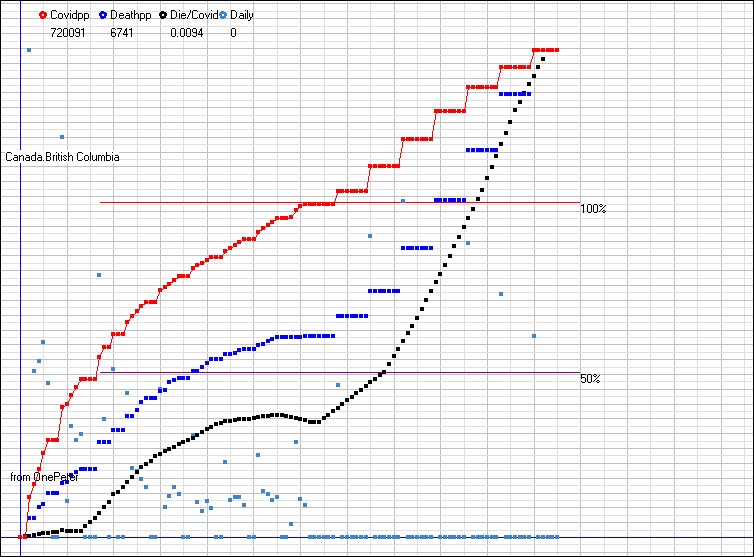 Covidpp Deathpp Die/Covid Daily
720091 6741 0.0094 0
Canada.British Columbia
100%
50%
from OnePeter